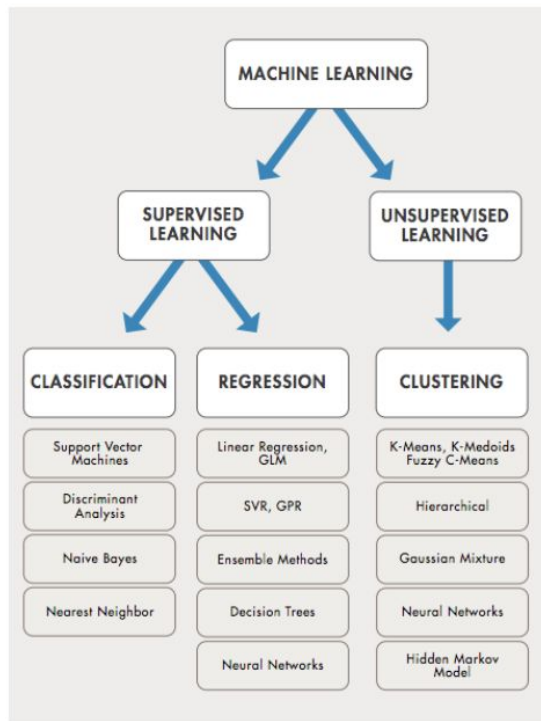 MACHINE LEARNING
SUPERVISED
LEARNING
UNSUPERVISED
LEARNING
CLASSIFICATION
Support Vector
Machines
Discriminant
Analysis
Naive Bayes
Nearest Neighbor
REGRESSION
Linear Regression,
GLM
SVR, GPR
Ensemble Methods
Decision Trees
Neural Networks
CLUSTERING
K-Means, K-Medoids
Fuzzy C-Means
Hierarchical
Gaussian Mixture
Neural Networks
Hidden Markov
Model